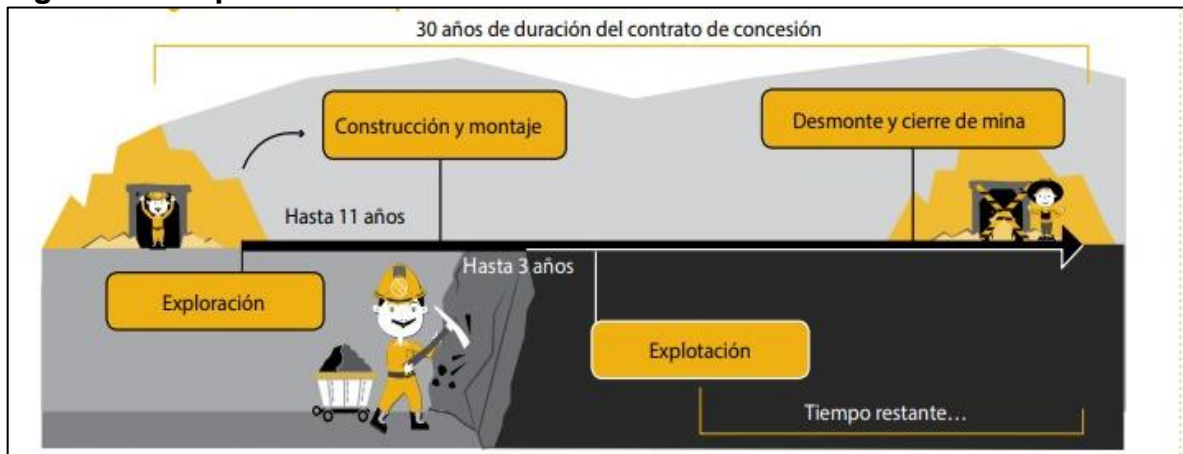 30 años de duración del contrato de concesión
Construcción y montaje
Desmonte y cierre de mina
Hasta 11 años
Hasta 3 años
Exploración
Explotación
Tiempo restante…